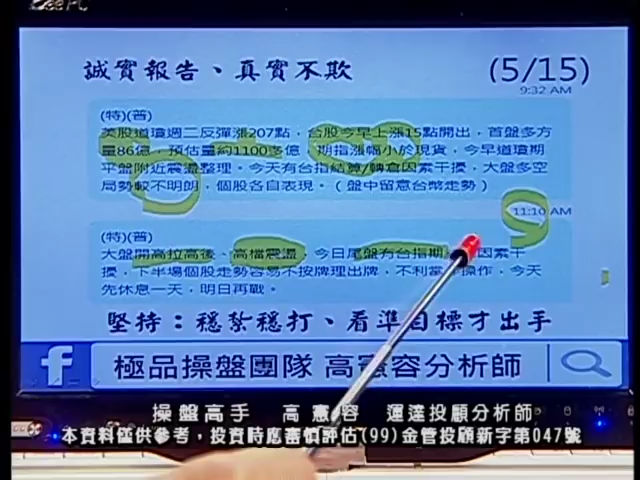 Eee PC
誠實報告、真實不欺
(5/15)
9:32 AM
(特)(普)
美股道瓊週二反彈漲207點，台股今早上漲15點開出，首盤多方
量86億，預估量約1100多億，期指漲幅小於現貨，今早道瓊期
平盤附近震盪整理。今天有台指結算/轉倉因素干擾，大盤多空
局勢較不明朗，個股各自表現。（盤中留意台幣走勢）
11:10 AM
(特)(普)
大盤開高拉高後、高檔震盪，今日尾盤有台指期 因素干
擾，下半場個股走勢容易不按牌理出牌，不利當 操作，今天
先休息一天，明日再戰。
堅持：穩紮穩打、看準目標才出手
f 極品操盤團隊 高憲容分析師
操盤高手 高憲容 運達投顧分析師
本資料僅供參考，投資時應審慎評估(99)金管投顧新字第047號